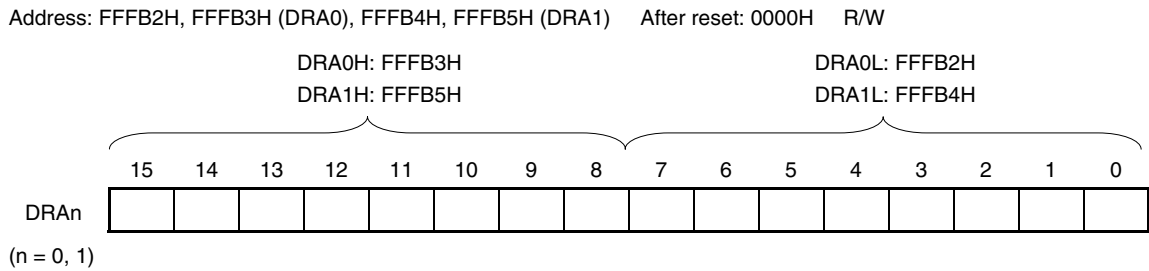 Address: FFFB2H, FFFB3H (DRA0), FFFB4H, FFFB5H (DRA1) After reset: 0000H R/W
DRA0H: FFFB3H DRA0L: FFFB2H
DRA1H: FFFB5H DRA1L: FFFB4H
15 14 13 12 11 10 9 8 7 6 5 4 3 2 1 0
DRAn
(n = 0, 1)